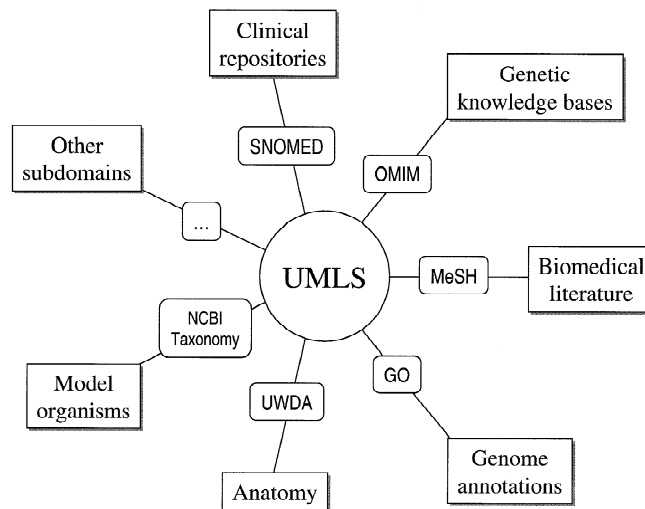 Clinical
repositories
Genetic
knowledge bases
Other
subdomains
SNOMED
OMIM
...
UMLS
MeSH
Biomedical
literature
NCBI
Taxonomy
Model
organisms
UWDA
GO
Anatomy
Genome
annotations